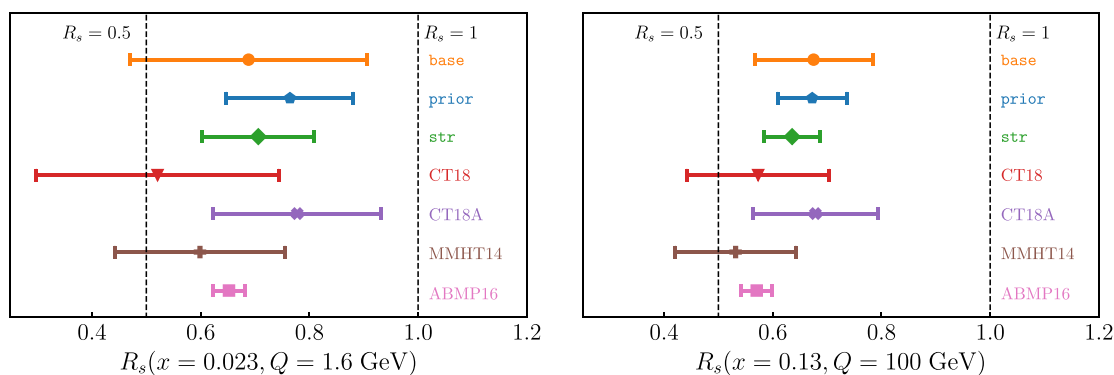 R_s = 0.5
R_s = 1
base
prior
str
CT18
CT18A
MMHT14
ABMP16
0.4 0.6 0.8 1.0 1.2
R_s(x = 0.023, Q = 1.6 GeV)
R_s = 0.5
R_s = 1
base
prior
str
CT18
CT18A
MMHT14
ABMP16
0.4 0.6 0.8 1.0 1.2
R_s(x = 0.13, Q = 100 GeV)